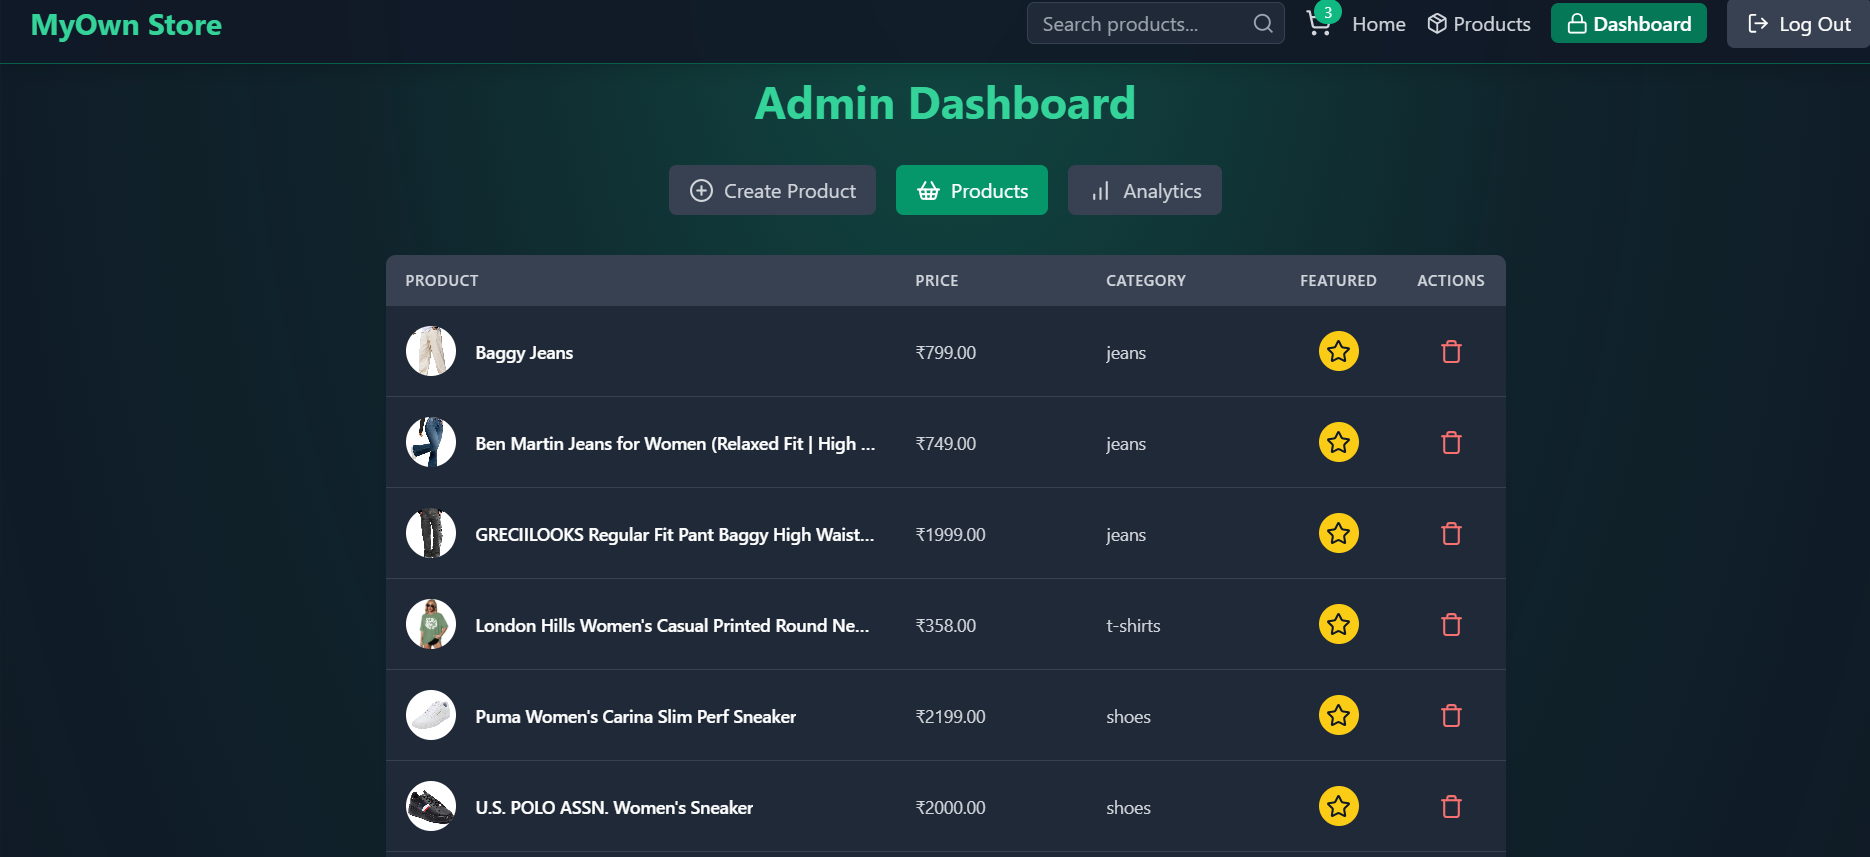 MyOwn Store
Search products...
3
Home
Products
Dashboard
Log Out
Admin Dashboard
Create Product
Products
Analytics
PRODUCT PRICE CATEGORY FEATURED ACTIONS
Baggy Jeans ₹799.00 jeans
Ben Martin Jeans for Women (Relaxed Fit | High ... ₹749.00 jeans
GRECIILOOKS Regular Fit Pant Baggy High Waist... ₹1999.00 jeans
London Hills Women's Casual Printed Round Ne... ₹358.00 t-shirts
Puma Women's Carina Slim Perf Sneaker ₹2199.00 shoes
U.S. POLO ASSN. Women's Sneaker ₹2000.00 shoes